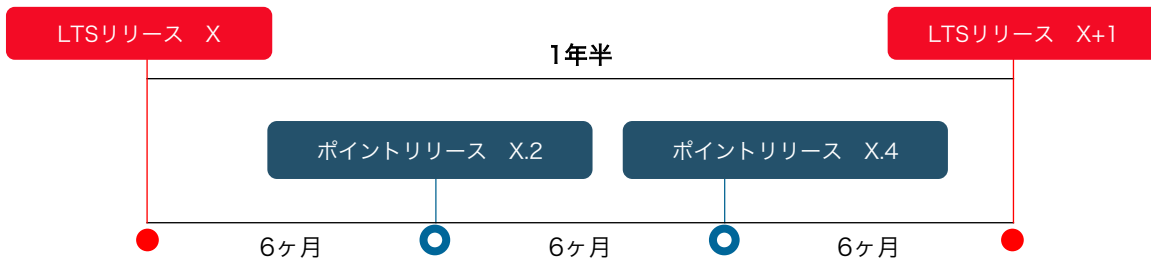 LTSリリース　X
LTSリリース　X+1
1年半
ポイントリリース　X.2
ポイントリリース　X.4
6ヶ月
6ヶ月
6ヶ月